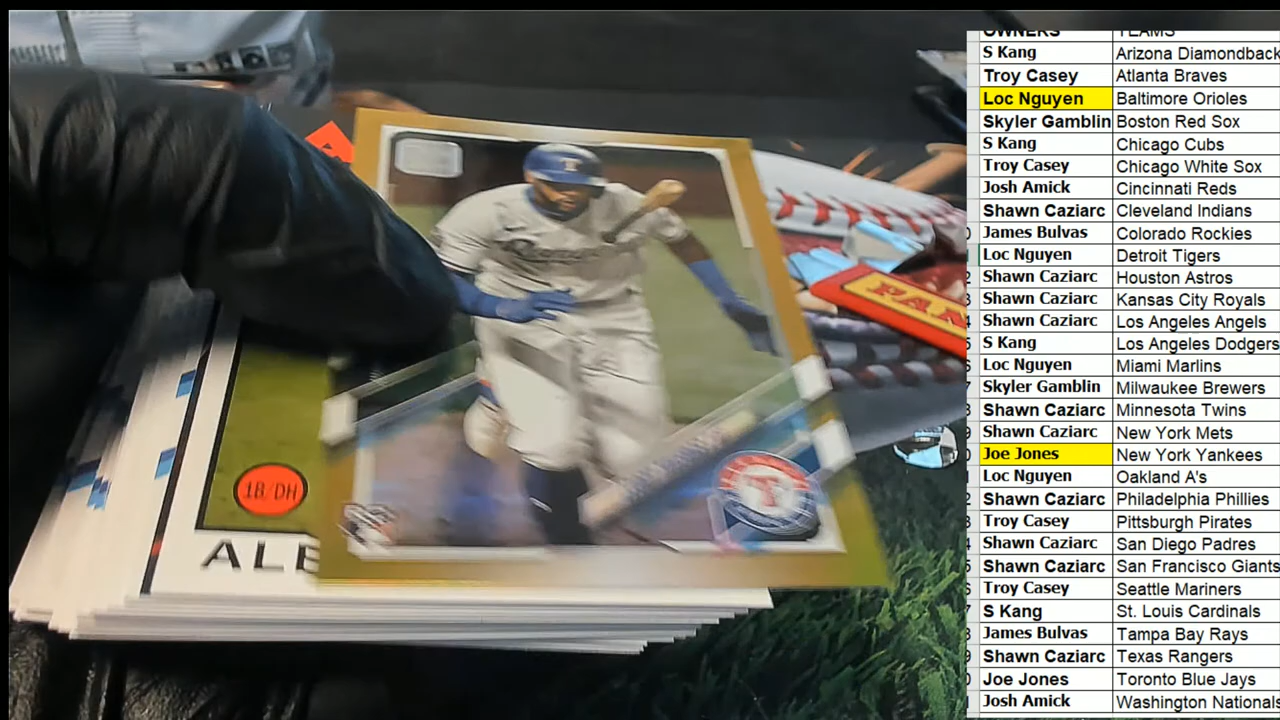 OWNERS TEAMS
S Kang Arizona Diamondback
Troy Casey Atlanta Braves
Loc Nguyen Baltimore Orioles
Skyler Gamblin Boston Red Sox
S Kang Chicago Cubs
Troy Casey Chicago White Sox
Josh Amick Cincinnati Reds
Shawn Caziarc Cleveland Indians
James Bulvas Colorado Rockies
Loc Nguyen Detroit Tigers
Shawn Caziarc Houston Astros
Shawn Caziarc Kansas City Royals
Shawn Caziarc Los Angeles Angels
S Kang Los Angeles Dodgers
Loc Nguyen Miami Marlins
Skyler Gamblin Milwaukee Brewers
Shawn Caziarc Minnesota Twins
Shawn Caziarc New York Mets
Joe Jones New York Yankees
Loc Nguyen Oakland A's
Shawn Caziarc Philadelphia Phillies
Troy Casey Pittsburgh Pirates
Shawn Caziarc San Diego Padres
Shawn Caziarc San Francisco Giants
Troy Casey Seattle Mariners
S Kang St. Louis Cardinals
James Bulvas Tampa Bay Rays
Shawn Caziarc Texas Rangers
Joe Jones Toronto Blue Jays
Josh Amick Washington Nationals
PAN
T
1B/DH
ALE